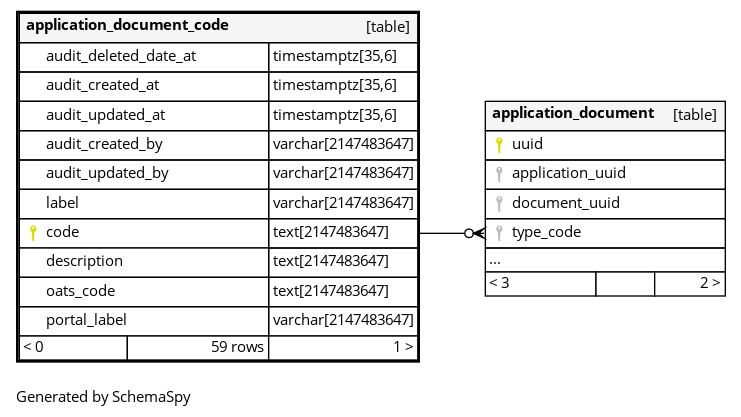 application_document_code [table]
audit_deleted_date_at timestamptz[35,6]
audit_created_at timestamptz[35,6]
audit_updated_at timestamptz[35,6]
audit_created_by varchar[2147483647]
audit_updated_by varchar[2147483647]
label varchar[2147483647]
code text[2147483647]
description text[2147483647]
oats_code text[2147483647]
portal_label varchar[2147483647]
< 0 59 rows 1 >
application_document [table]
uuid
application_uuid
document_uuid
type_code
...
< 3 2 >
Generated by SchemaSpy